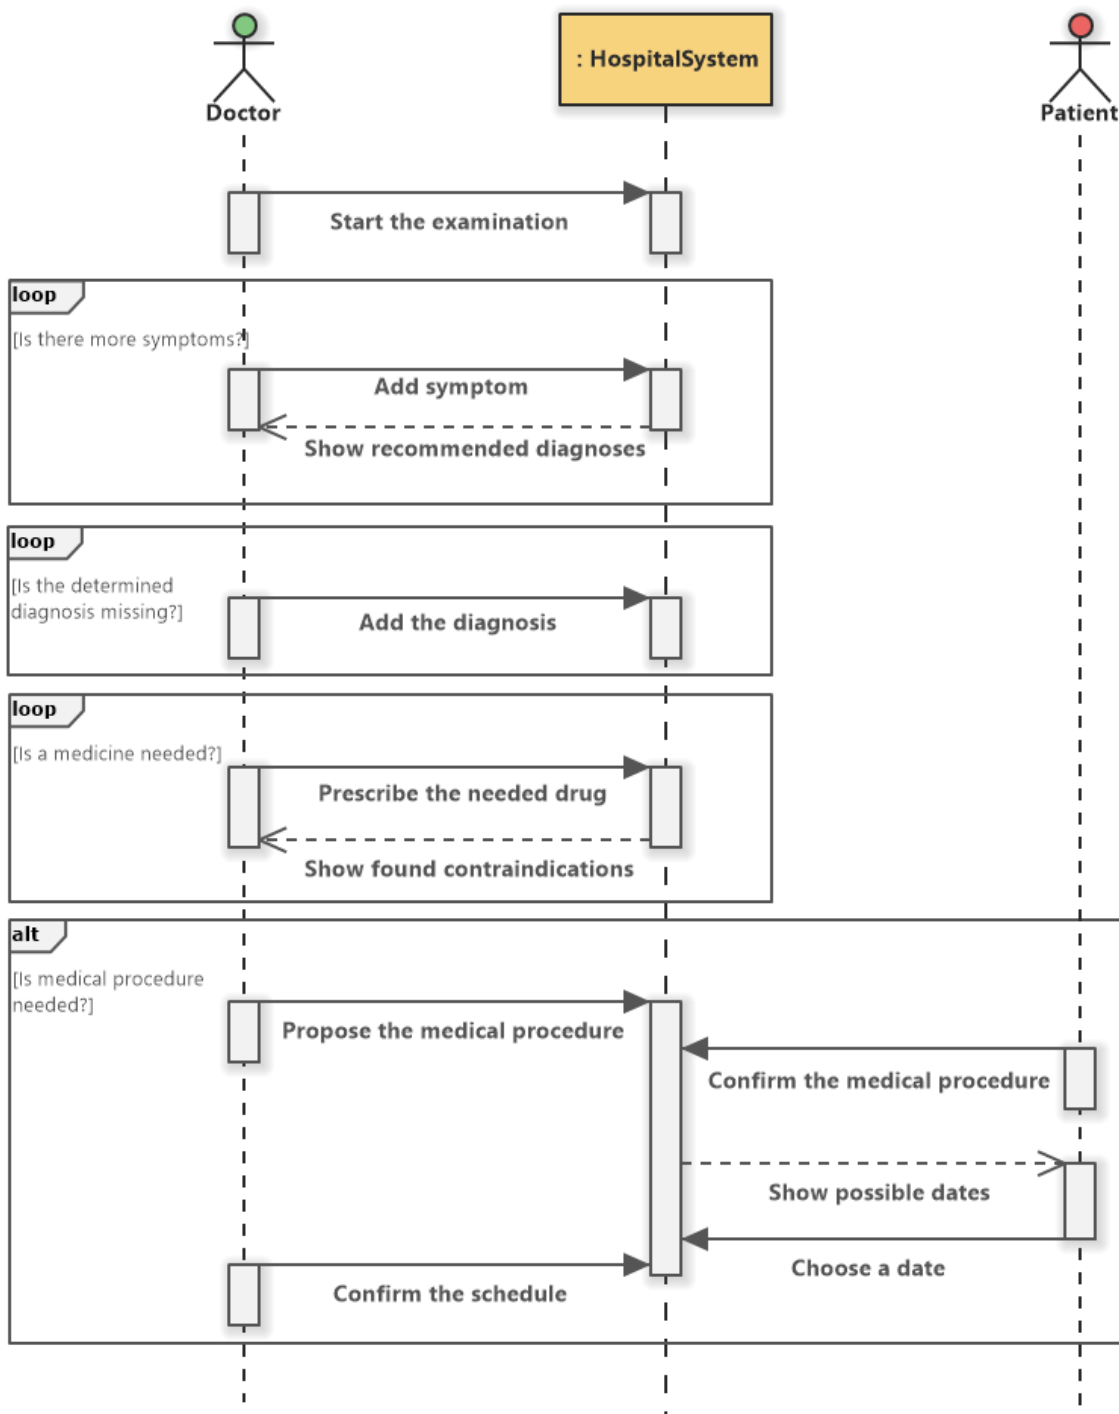 : HospitalSystem
Doctor
Patient
Start the examination
loop
[Is there more symptoms?]
Add symptom
Show recommended diagnoses
loop
[Is the determined
diagnosis missing?]
Add the diagnosis
loop
[Is a medicine needed?]
Prescribe the needed drug
Show found contraindications
alt
[Is medical procedure
needed?]
Propose the medical procedure
Confirm the medical procedure
Show possible dates
Choose a date
Confirm the schedule